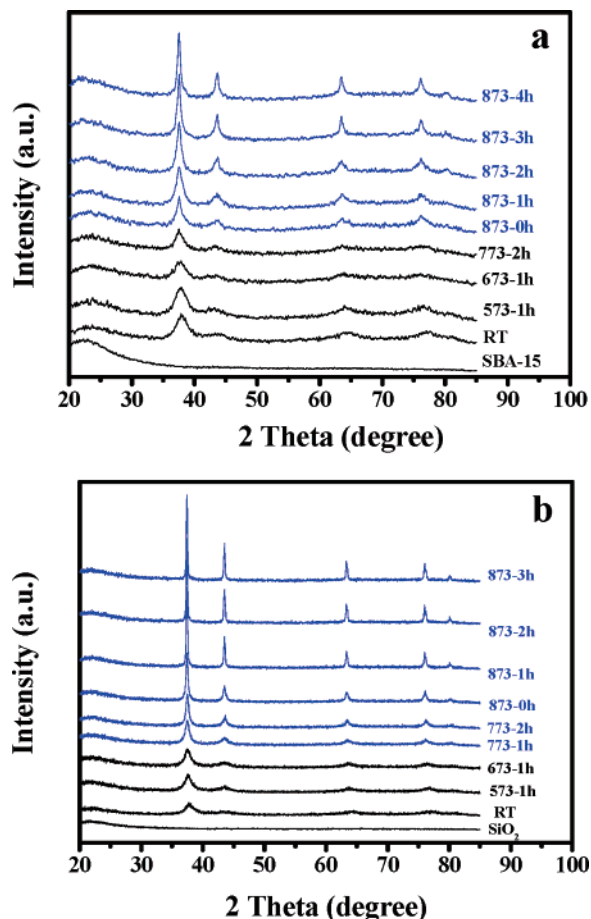 a
873-4h
873-3h
873-2h
873-1h
873-0h
773-2h
673-1h
573-1h
RT
SBA-15
Intensity (a.u.)
20 30 40 50 60 70 80 90 100
2 Theta (degree)
b
873-3h
873-2h
873-1h
873-0h
773-2h
773-1h
673-1h
573-1h
RT
SiO₂
Intensity (a.u.)
20 30 40 50 60 70 80 90 100
2 Theta (degree)